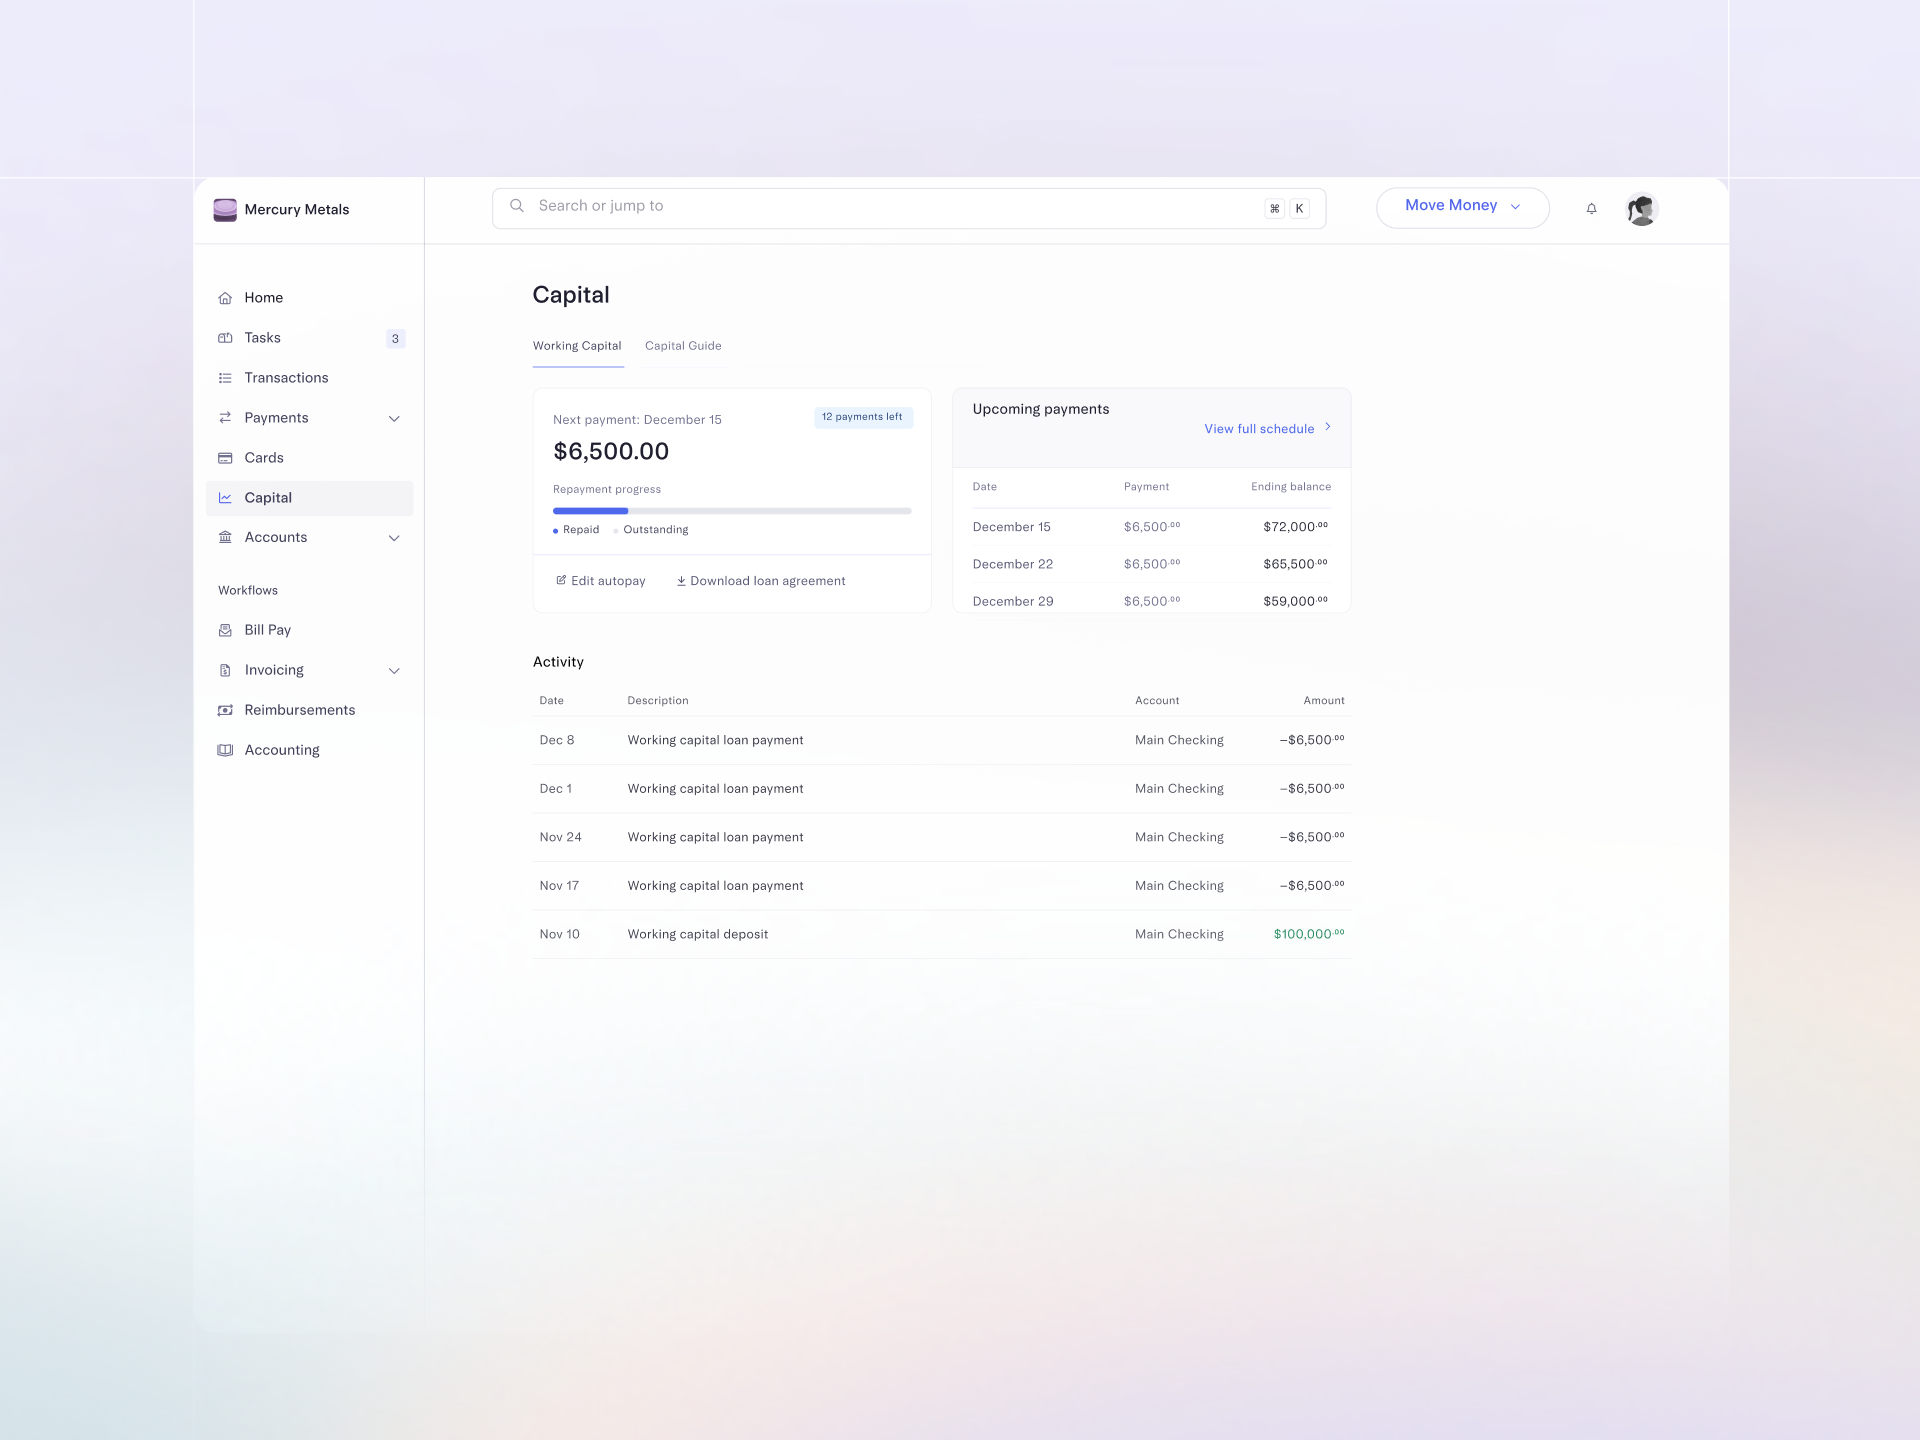 Mercury Metals
Search or jump to
⌘ K
Move Money
Home
Tasks 3
Transactions
Payments
Cards
Capital
Accounts
Workflows
Bill Pay
Invoicing
Reimbursements
Accounting
Capital
Working Capital Capital Guide
Next payment: December 15
12 payments left
$6,500.00
Repayment progress
Repaid Outstanding
Edit autopay Download loan agreement
Upcoming payments
View full schedule
Date Payment Ending balance
December 15 $6,500.00 $72,000.00
December 22 $6,500.00 $65,500.00
December 29 $6,500.00 $59,000.00
Activity
Date Description Account Amount
Dec 8 Working capital loan payment Main Checking –$6,500.00
Dec 1 Working capital loan payment Main Checking –$6,500.00
Nov 24 Working capital loan payment Main Checking –$6,500.00
Nov 17 Working capital loan payment Main Checking –$6,500.00
Nov 10 Working capital deposit Main Checking $100,000.00